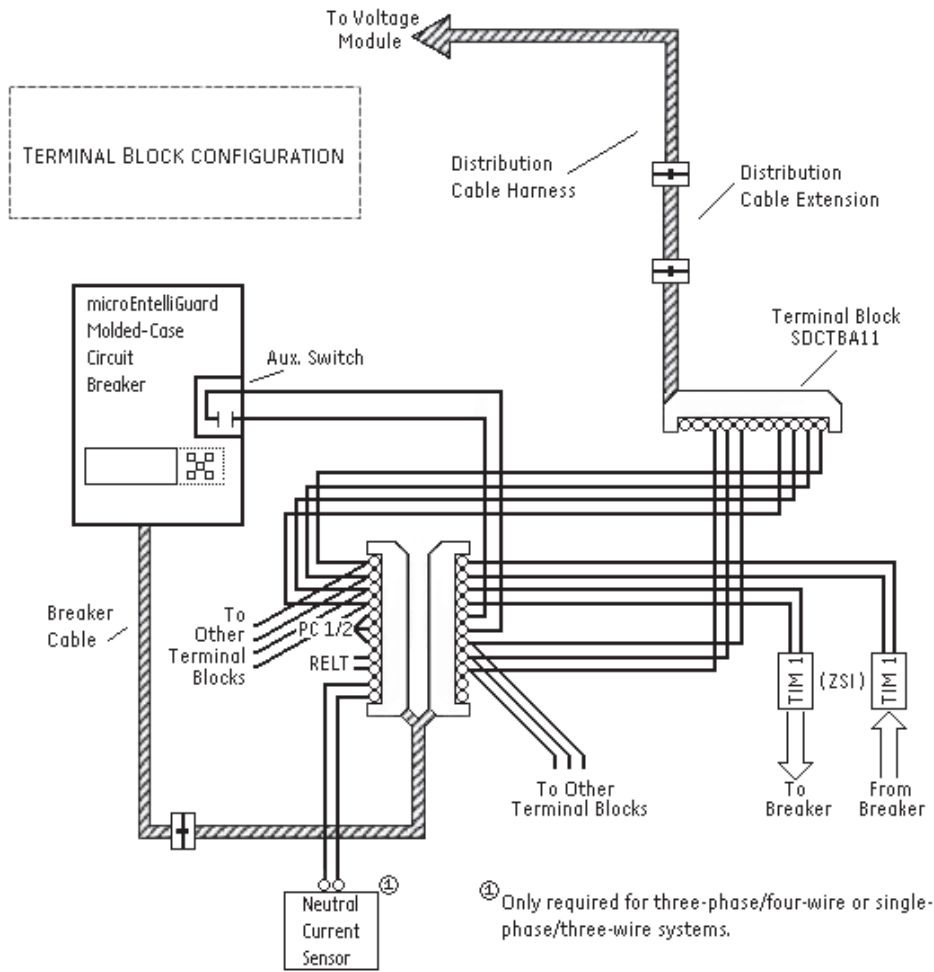 To Voltage
Module
TERMINAL BLOCK CONFIGURATION
Distribution
Cable Harness
Distribution
Cable Extension
microEntelliGuard
Molded-Case
Circuit
Breaker
Aux. Switch
Terminal Block
SDCTBA11
Breaker
Cable
To
Other
Terminal
Blocks
PC 1/2
RELT
TIM 1
(ZSI)
TIM 1
To Other
Terminal Blocks
To
Breaker
From
Breaker
①
Neutral
Current
Sensor
① Only required for three-phase/four-wire or single-
phase/three-wire systems.